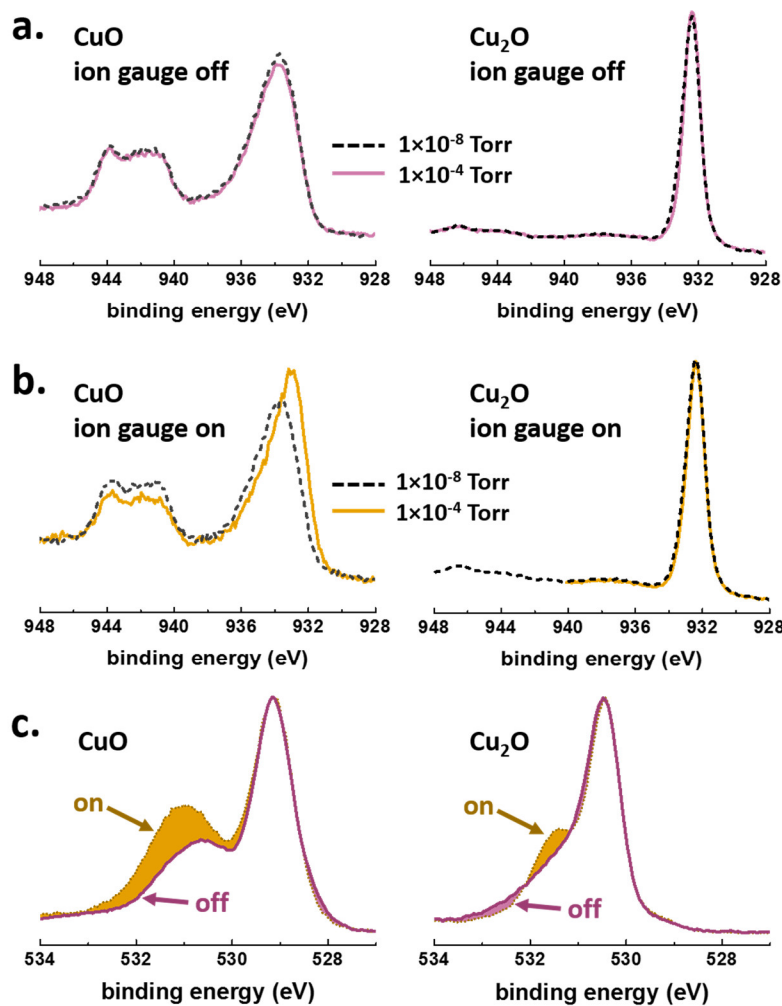 a.
CuO
ion gauge off
Cu₂O
ion gauge off
1×10⁻⁸ Torr
1×10⁻⁴ Torr
948 944 940 936 932 928
binding energy (eV)
948 944 940 936 932 928
binding energy (eV)
b.
CuO
ion gauge on
Cu₂O
ion gauge on
1×10⁻⁸ Torr
1×10⁻⁴ Torr
948 944 940 936 932 928
binding energy (eV)
948 944 940 936 932 928
binding energy (eV)
c.
CuO
on
off
534 532 530 528
binding energy (eV)
Cu₂O
on
off
534 532 530 528
binding energy (eV)